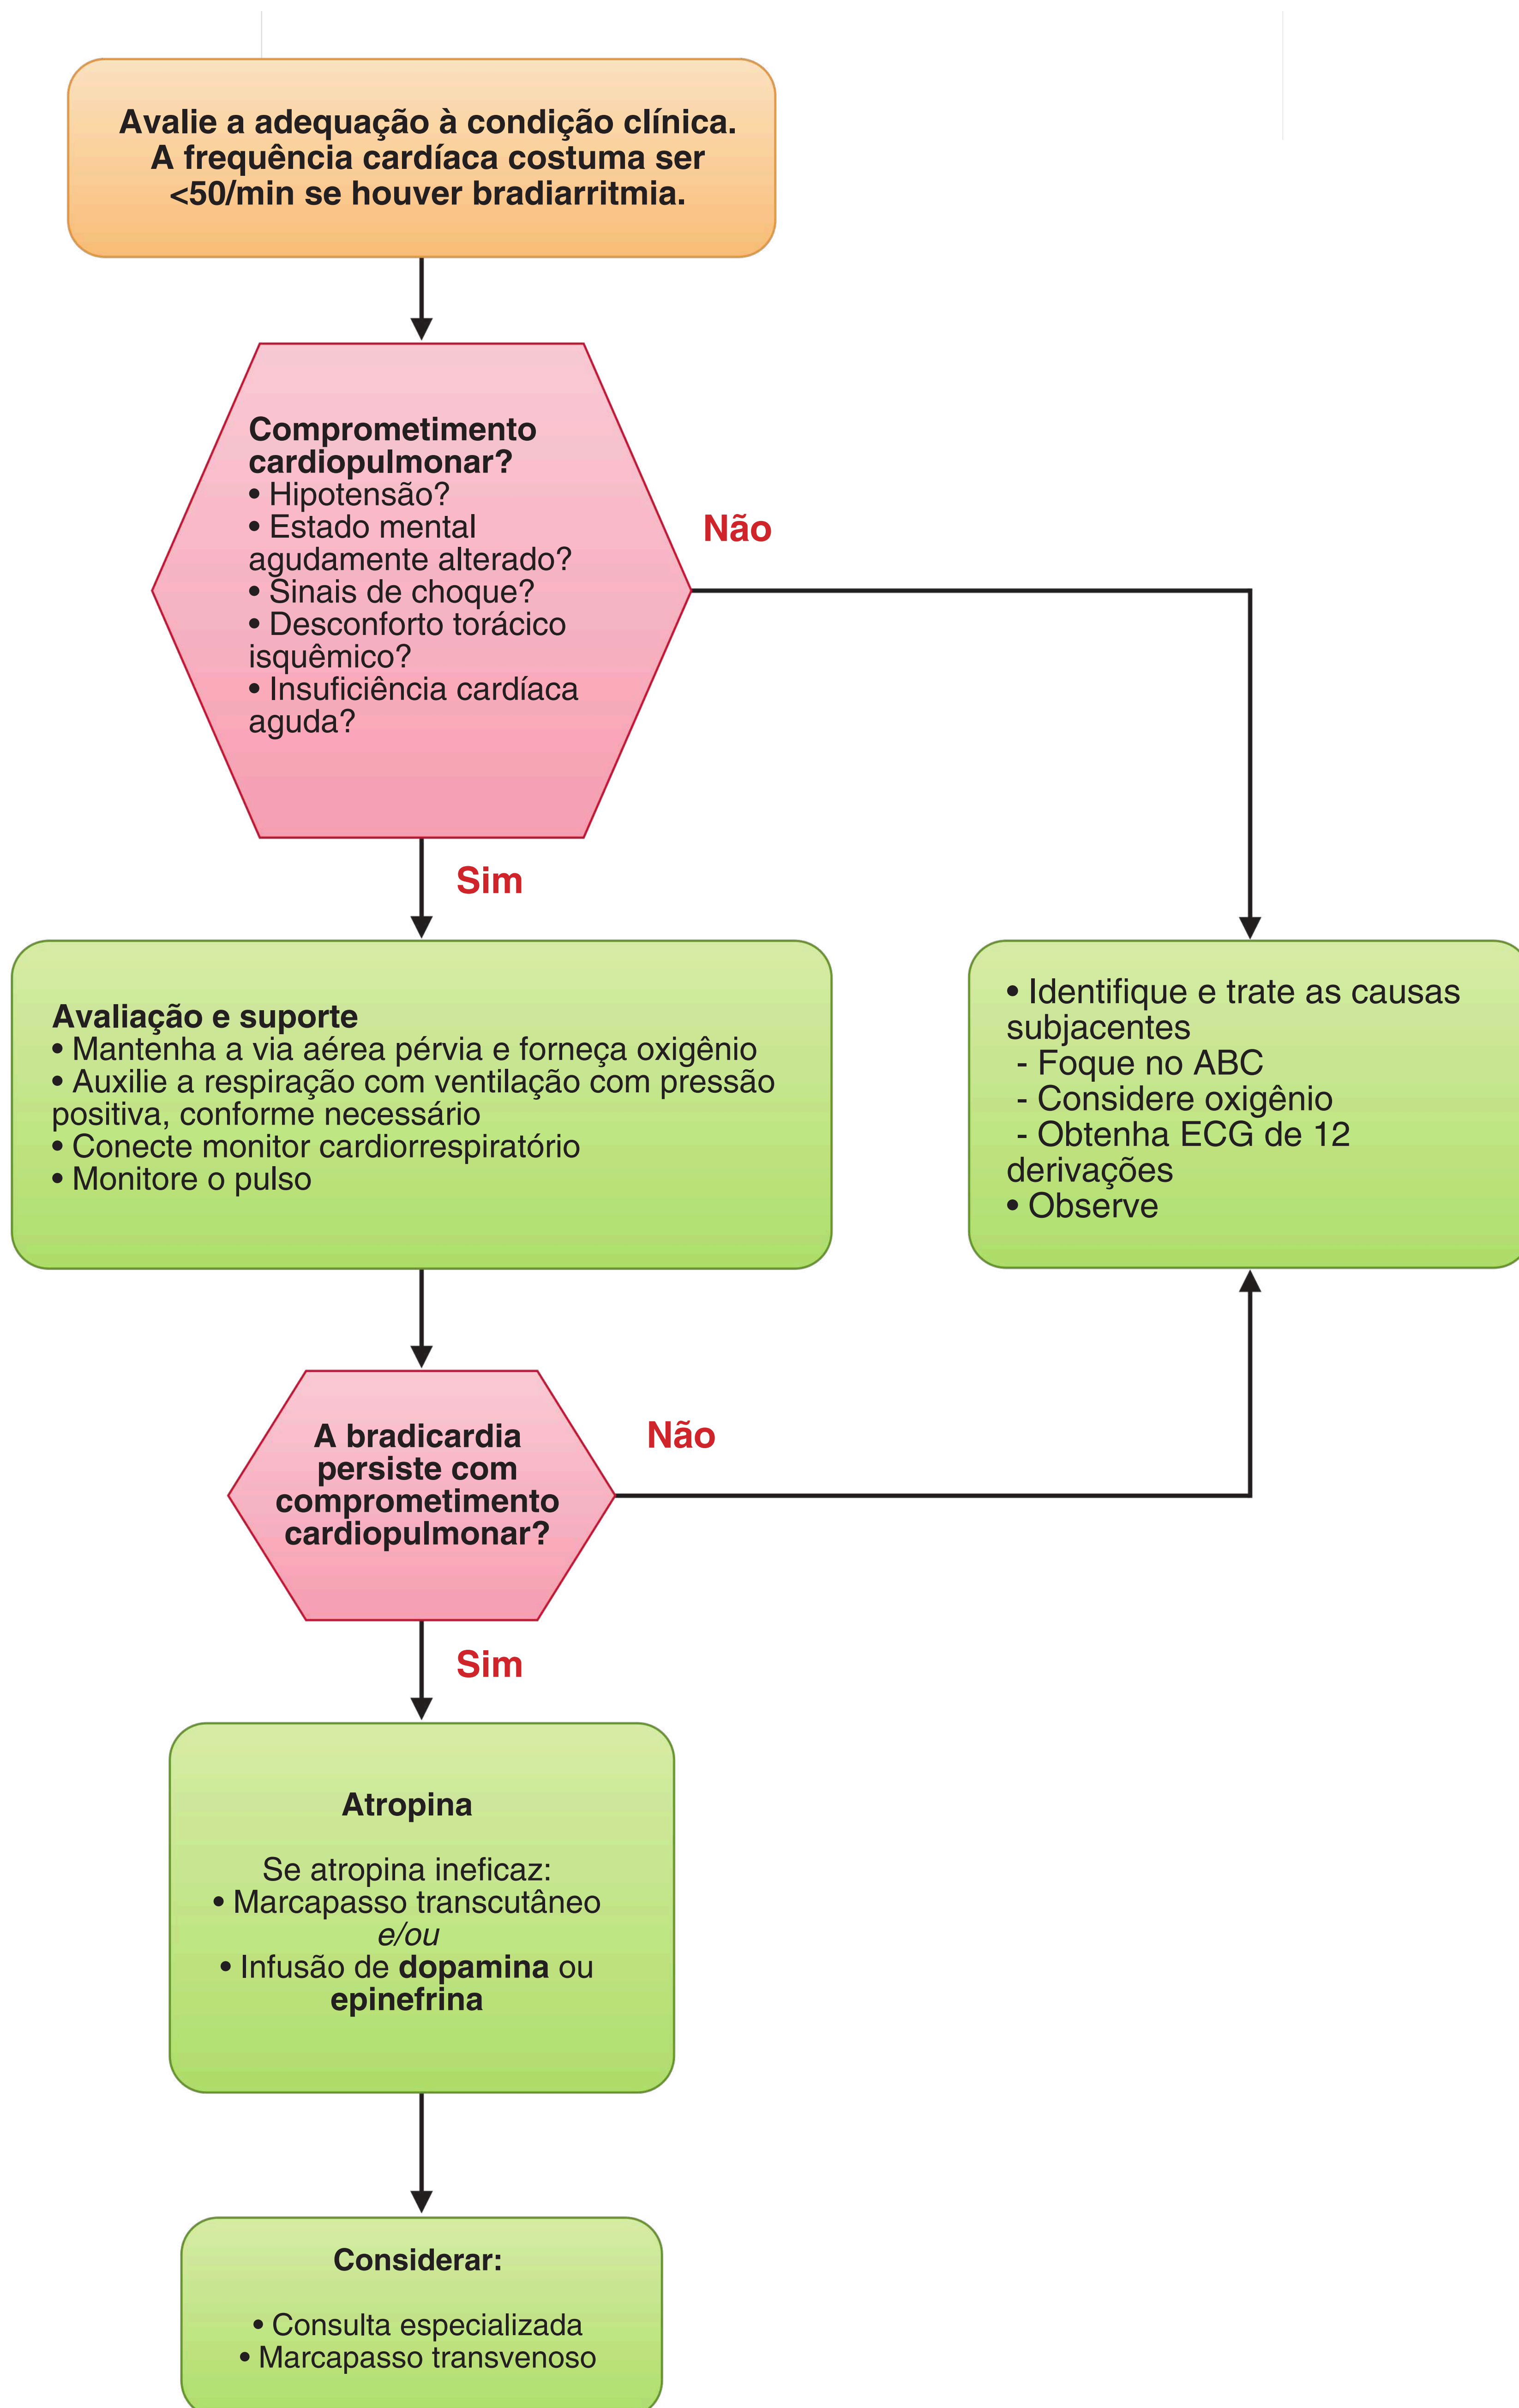 Avalie a adequação à condição clínica.
A frequência cardíaca costuma ser
<50/min se houver bradiarritmia.
Comprometimento
cardiopulmonar?
• Hipotensão?
• Estado mental
agudamente alterado?
• Sinais de choque?
• Desconforto torácico
isquêmico?
• Insuficiência cardíaca
aguda?
Não
Sim
Avaliação e suporte
• Mantenha a via aérea pérvia e forneça oxigênio
• Auxilie a respiração com ventilação com pressão
positiva, conforme necessário
• Conecte monitor cardiorrespiratório
• Monitore o pulso
• Identifique e trate as causas
subjacentes
- Foque no ABC
- Considere oxigênio
- Obtenha ECG de 12
derivações
• Observe
A bradicardia
persiste com
comprometimento
cardiopulmonar?
Não
Sim
Atropina
Se atropina ineficaz:
• Marcapasso transcutâneo
e/ou
• Infusão de dopamina ou
epinefrina
Considerar:
• Consulta especializada
• Marcapasso transvenoso